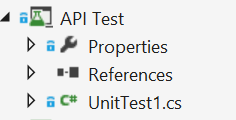 API Test
Properties
References
C# UnitTest1.cs